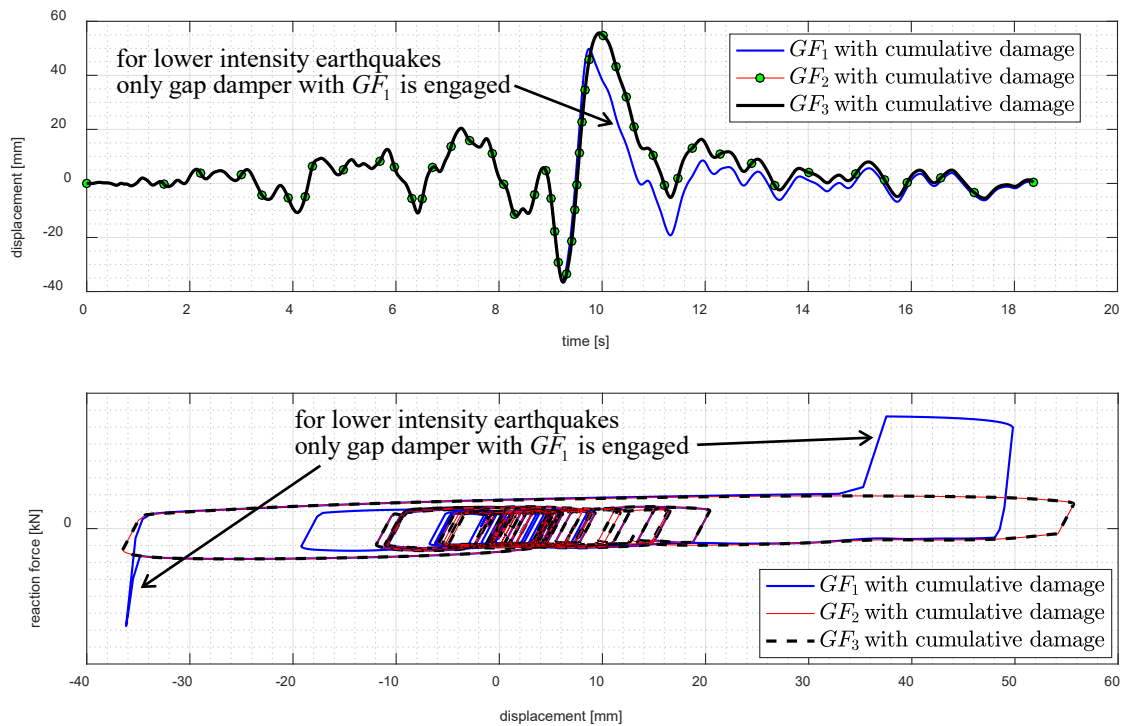 60
40
20
0
-20
-40
displacement [mm]
for lower intensity earthquakes
only gap damper with GF₁ is engaged
GF₁ with cumulative damage
GF₂ with cumulative damage
GF₃ with cumulative damage
0 2 4 6 8 10 12 14 16 18 20
time [s]
for lower intensity earthquakes
only gap damper with GF₁ is engaged
0
reaction force [kN]
GF₁ with cumulative damage
GF₂ with cumulative damage
GF₃ with cumulative damage
-40 -30 -20 -10 0 10 20 30 40 50 60
displacement [mm]